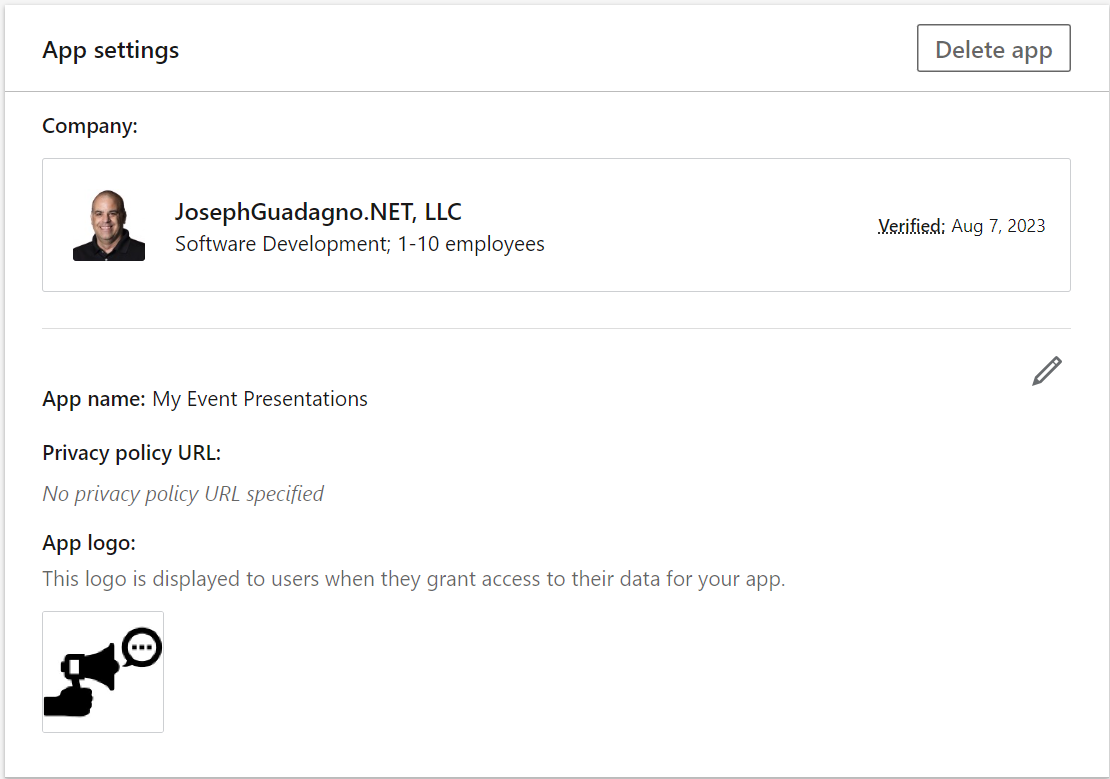 App settings
Delete app
Company:
JosephGuadagno.NET, LLC
Software Development; 1-10 employees
Verified: Aug 7, 2023
App name: My Event Presentations
Privacy policy URL:
No privacy policy URL specified
App logo:
This logo is displayed to users when they grant access to their data for your app.